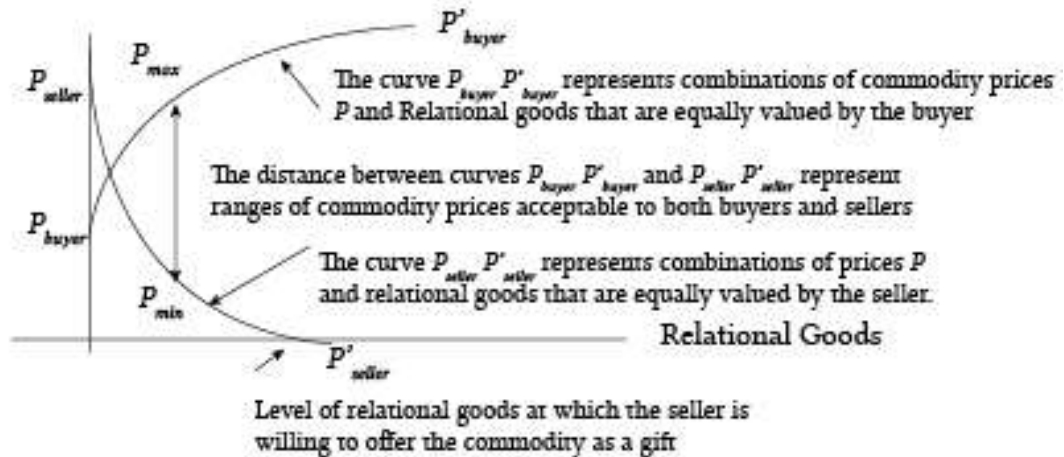 P'buyer
Pmax
Pseller
The curve Pbuyer P'buyer represents combinations of commodity prices
P and Relational goods that are equally valued by the buyer
The distance between curves Pbuyer P'buyer and Pseller P'seller represent
ranges of commodity prices acceptable to both buyers and sellers
Pbuyer
The curve Pseller P'seller represents combinations of prices P
and relational goods that are equally valued by the seller.
Pmin
Relational Goods
P'seller
Level of relational goods at which the seller is
willing to offer the commodity as a gift